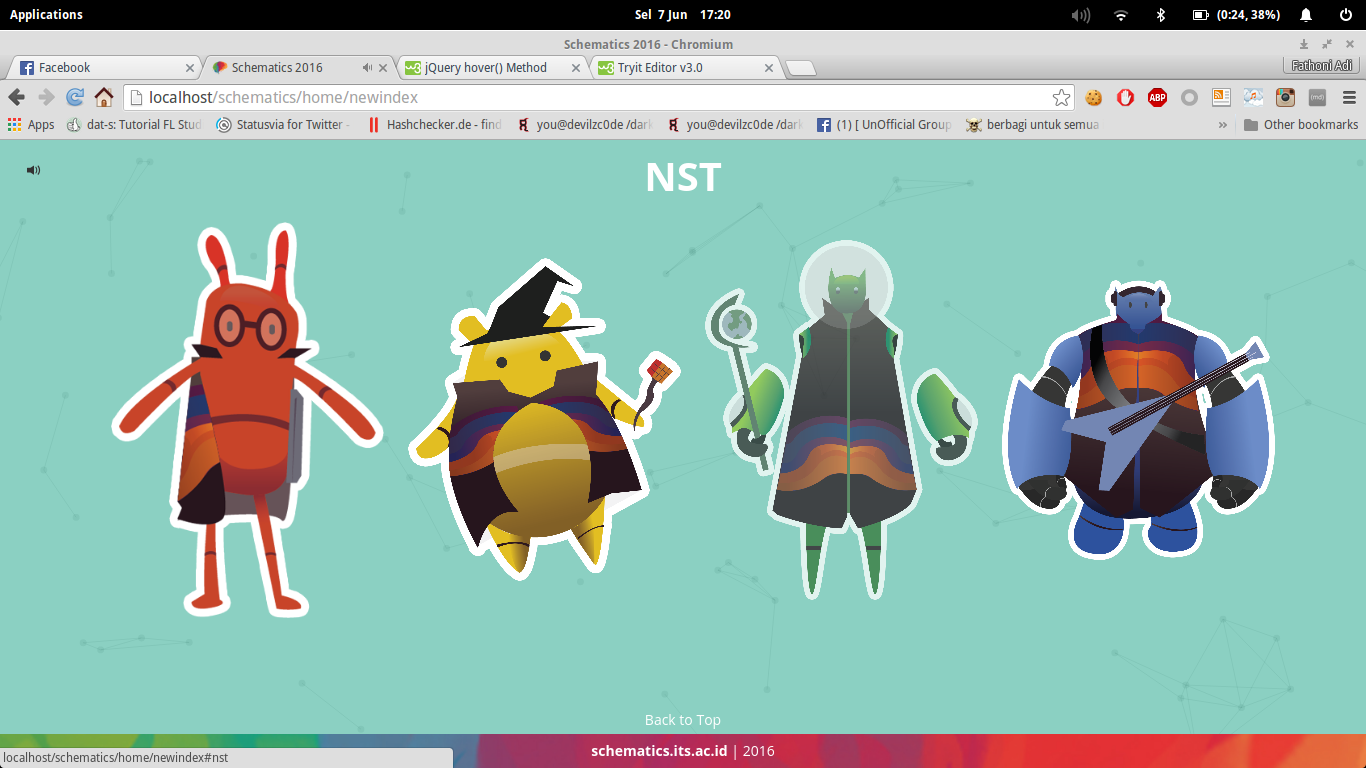 Applications
Sel 7 Jun 17:20
(0:24, 38%)
Schematics 2016 - Chromium
Facebook
Schematics 2016
jQuery hover() Method
Tryit Editor v3.0
Fathoni Adi
localhost/schematics/home/newindex
ABP
Apps
dat-s: Tutorial FL Stud
Statusvia for Twitter -
Hashchecker.de - find
you@devilzc0de /dark
you@devilzc0de /dark
(1) [ UnOfficial Group
berbagi untuk semua
»
Other bookmarks
NST
Back to Top
schematics.its.ac.id | 2016
localhost/schematics/home/newindex#nst